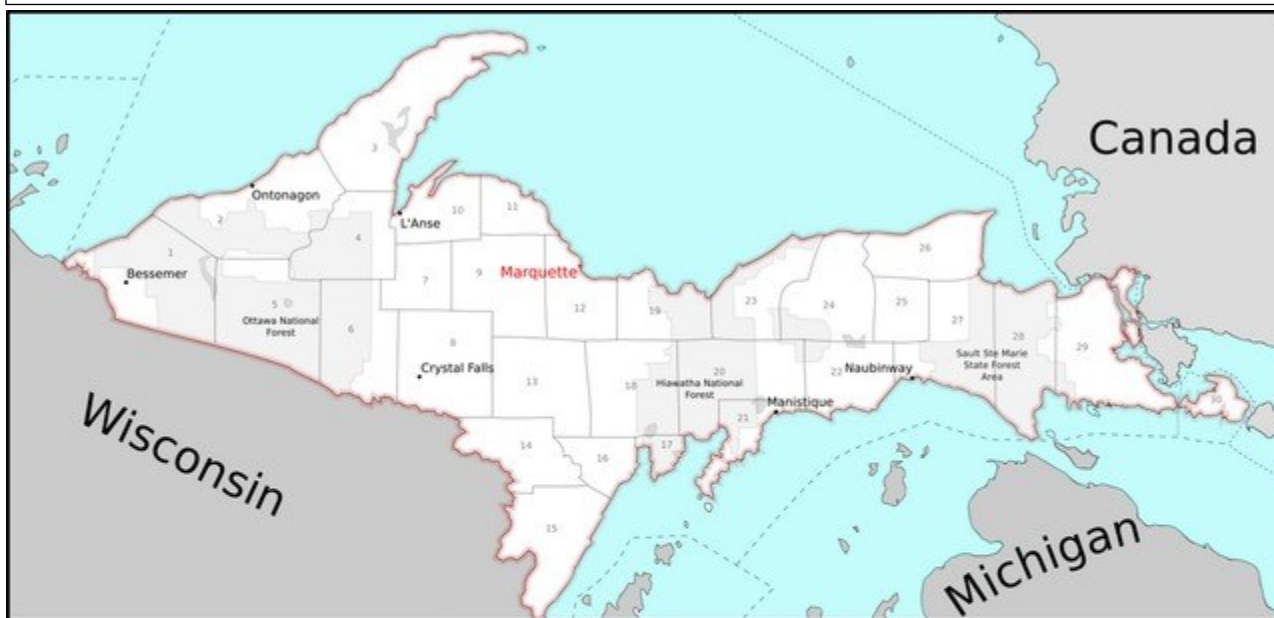 Canada
3
Ontonagon
2
L'Anse
10
11
4
26
1
Bessemer
7
9
Marquette
12
19
23
24
25
27
28
29
5
Ottawa National
Forest
6
8
Crystal Falls
13
18
20
Hiawatha National
Forest
22
Naubinway
Sault Ste Marie
State Forest
Area
30
21
Manistique
14
16
17
15
Wisconsin
Michigan